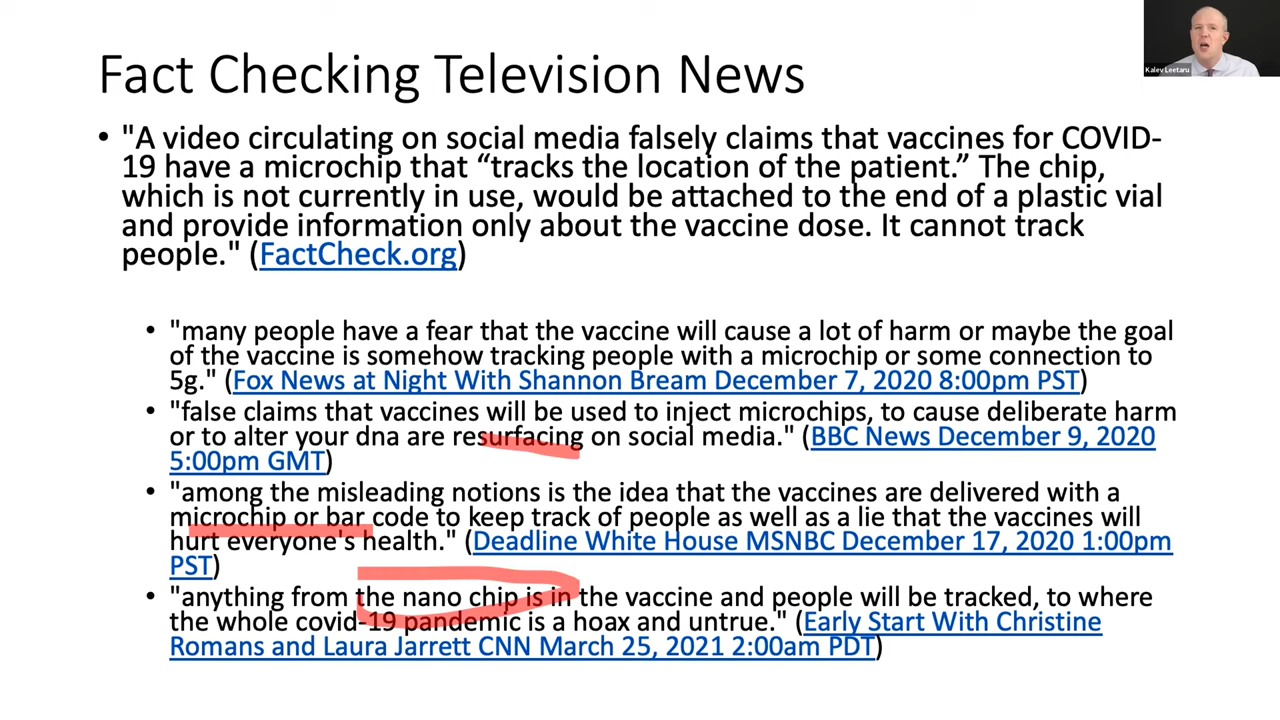 Fact Checking Television News
Kalev Leetaru
• "A video circulating on social media falsely claims that vaccines for COVID-
19 have a microchip that “tracks the location of the patient.” The chip,
which is not currently in use, would be attached to the end of a plastic vial
and provide information only about the vaccine dose. It cannot track
people." (FactCheck.org)
• "many people have a fear that the vaccine will cause a lot of harm or maybe the goal
of the vaccine is somehow tracking people with a microchip or some connection to
5g." (Fox News at Night With Shannon Bream December 7, 2020 8:00pm PST)
• "false claims that vaccines will be used to inject microchips, to cause deliberate harm
or to alter your dna are resurfacing on social media." (BBC News December 9, 2020
5:00pm GMT)
• "among the misleading notions is the idea that the vaccines are delivered with a
microchip or bar code to keep track of people as well as a lie that the vaccines will
hurt everyone's health." (Deadline White House MSNBC December 17, 2020 1:00pm
PST)
• "anything from the nano chip is in the vaccine and people will be tracked, to where
the whole covid-19 pandemic is a hoax and untrue." (Early Start With Christine
Romans and Laura Jarrett CNN March 25, 2021 2:00am PDT)